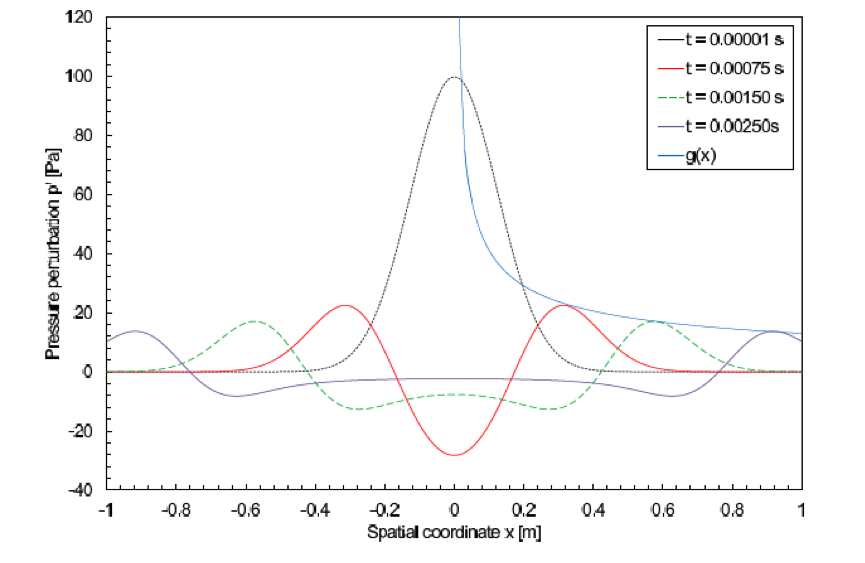 120
100
80
60
40
20
0
-20
-40
Pressure perturbation p' [Pa]
t = 0.00001 s
t = 0.00075 s
t = 0.00150 s
t = 0.00250s
g(x)
-1 -0.8 -0.6 -0.4 -0.2 0 0.2 0.4 0.6 0.8 1
Spatial coordinate x [m]